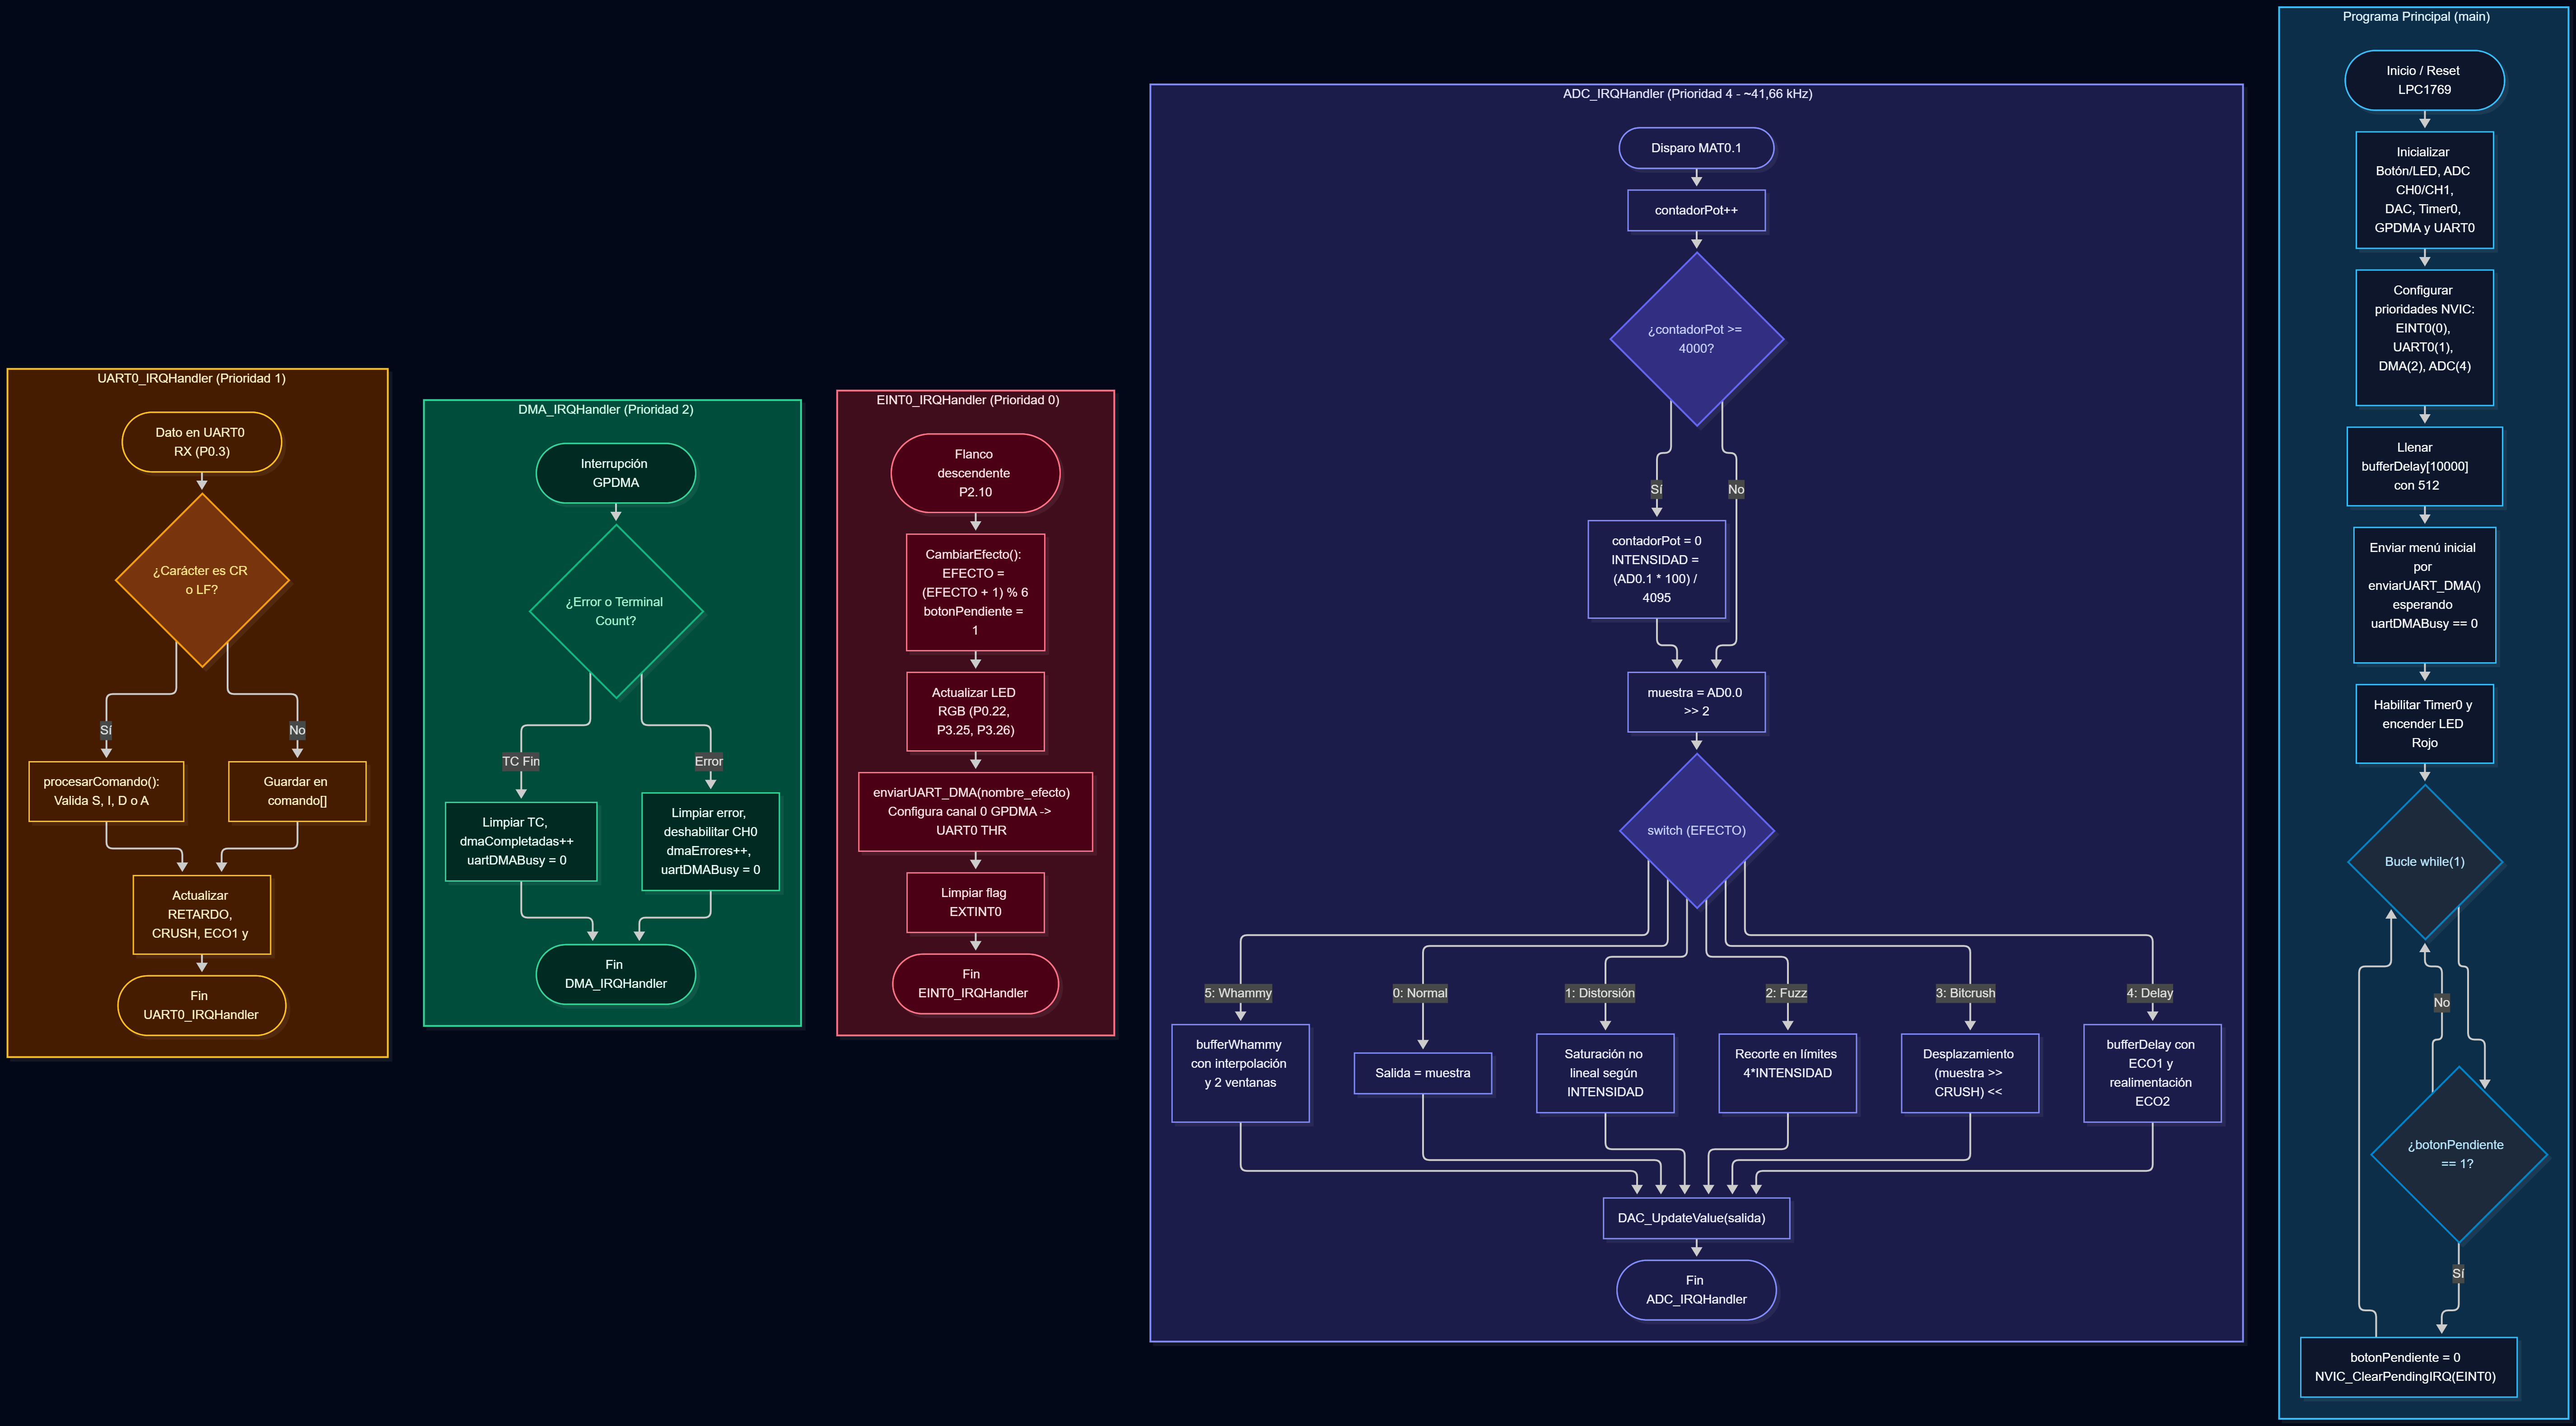 UART0_IRQHandler (Prioridad 1)
Dato en UART0
RX (P0.3)
¿Carácter es CR
o LF?
Sí
No
procesarComando():
Valida S, I, D o A
Guardar en
comando[]
Actualizar
RETARDO,
CRUSH, ECO1 y
Fin
UART0_IRQHandler
DMA_IRQHandler (Prioridad 2)
Interrupción
GPDMA
¿Error o Terminal
Count?
TC Fin
Error
Limpiar TC,
dmaCompletadas++
uartDMABusy = 0
Limpiar error,
deshabilitar CH0
dmaErrores++,
uartDMABusy = 0
Fin
DMA_IRQHandler
EINT0_IRQHandler (Prioridad 0)
Flanco
descendente
P2.10
CambiarEfecto():
EFECTO =
(EFECTO + 1) % 6
botonPendiente =
1
Actualizar LED
RGB (P0.22,
P3.25, P3.26)
enviarUART_DMA(nombre_efecto)
Configura canal 0 GPDMA ->
UART0 THR
Limpiar flag
EXTINT0
Fin
EINT0_IRQHandler
ADC_IRQHandler (Prioridad 4 - ~41,66 kHz)
Disparo MAT0.1
contadorPot++
¿contadorPot >=
4000?
Sí
No
contadorPot = 0
INTENSIDAD =
(AD0.1 * 100) /
4095
muestra = AD0.0
>> 2
switch (EFECTO)
5: Whammy
0: Normal
1: Distorsión
2: Fuzz
3: Bitcrush
4: Delay
bufferWhammy
con interpolación
y 2 ventanas
Salida = muestra
Saturación no
lineal según
INTENSIDAD
Recorte en límites
4*INTENSIDAD
Desplazamiento
(muestra >>
CRUSH) <<
bufferDelay con
ECO1 y
realimentación
ECO2
DAC_UpdateValue(salida)
Fin
ADC_IRQHandler
Programa Principal (main)
Inicio / Reset
LPC1769
Inicializar
Botón/LED, ADC
CH0/CH1,
DAC, Timer0,
GPDMA y UART0
Configurar
prioridades NVIC:
EINT0(0),
UART0(1),
DMA(2), ADC(4)
Llenar
bufferDelay[10000]
con 512
Enviar menú inicial
por
enviarUART_DMA()
esperando
uartDMABusy == 0
Habilitar Timer0 y
encender LED
Rojo
Bucle while(1)
No
¿botonPendiente
== 1?
Sí
botonPendiente = 0
NVIC_ClearPendingIRQ(EINT0)